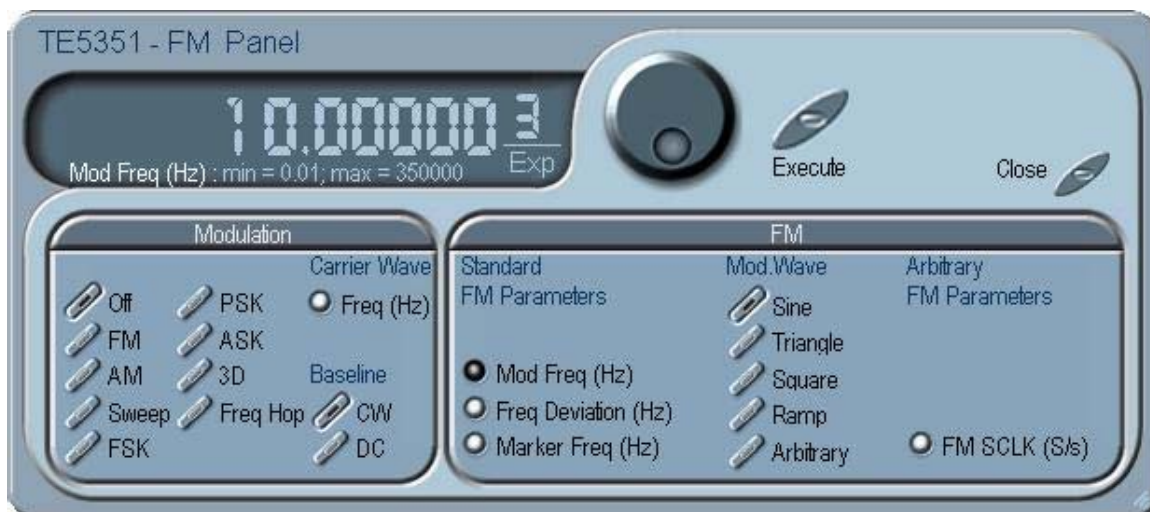 TE5351 - FM Panel
10.00000 3
Exp
Mod Freq (Hz) : min = 0.01; max = 350000
Execute
Close
Modulation
Carrier Wave
Off
PSK
Freq (Hz)
FM
ASK
AM
3D
Baseline
Sweep
Freq Hop
CW
FSK
DC
FM
Standard
FM Parameters
Mod Freq (Hz)
Freq Deviation (Hz)
Marker Freq (Hz)
Mod.Wave
Sine
Triangle
Square
Ramp
Arbitrary
Arbitrary
FM Parameters
FM SCLK (S/s)